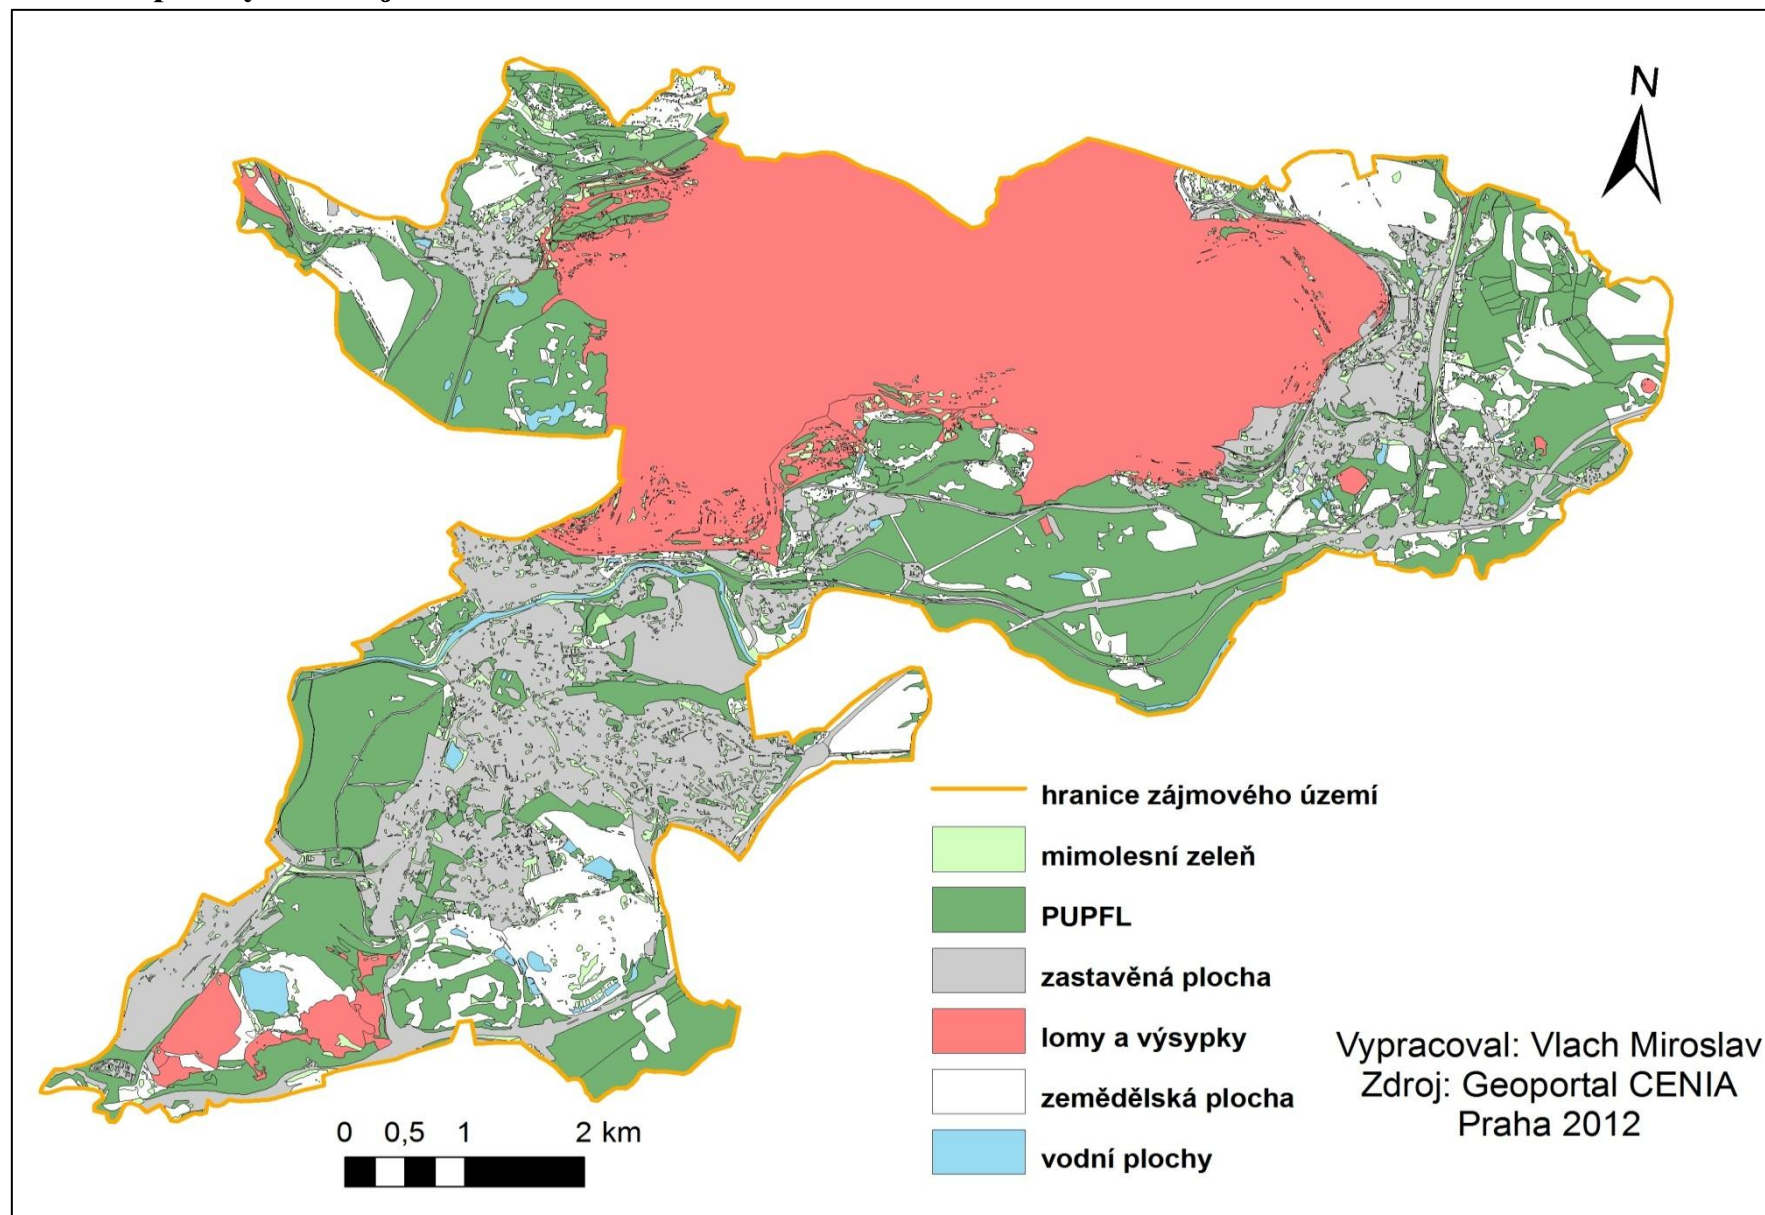 N
hranice zájmového území
mimolesní zeleň
PUPFL
zastavěná plocha
lomy a výsypky
zemědělská plocha
vodní plochy
Vypracoval: Vlach Miroslav
Zdroj: Geoportal CENIA
Praha 2012
0 0,5 1 2 km